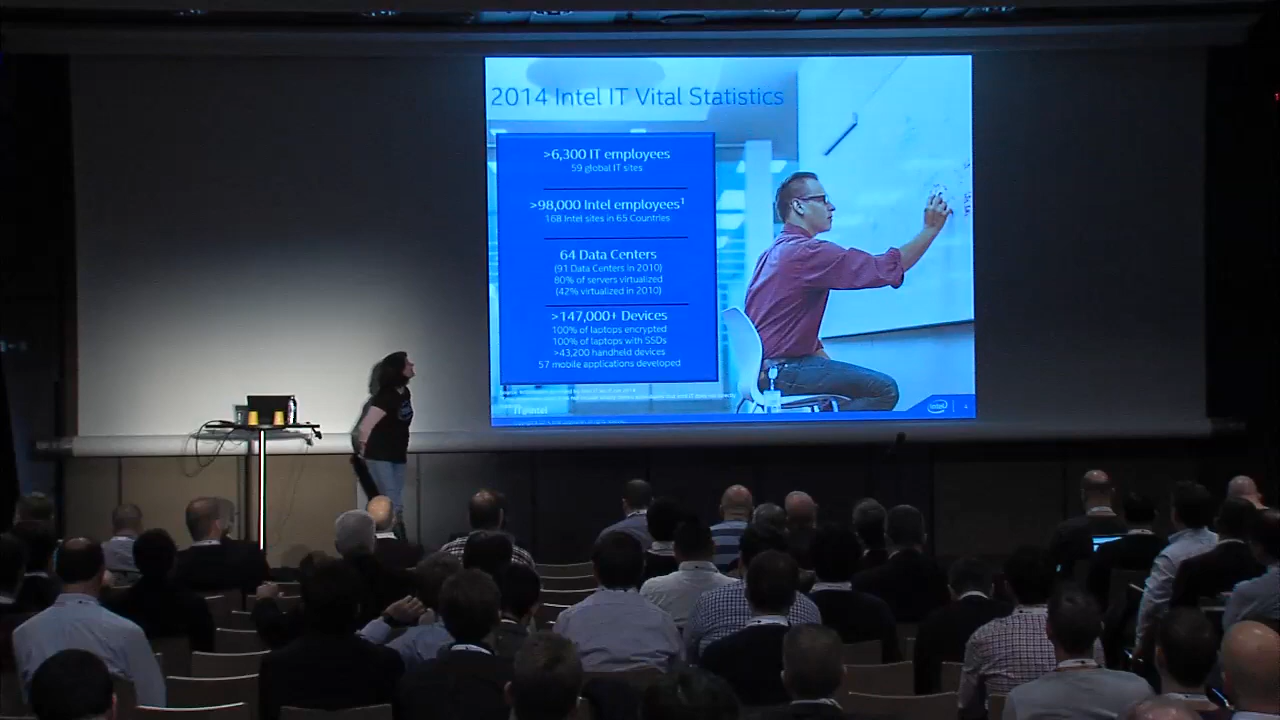 2014 Intel IT Vital Statistics
>6,300 IT employees
59 global IT sites
>98,000 Intel employees¹
168 Intel sites in 65 Countries
64 Data Centers
(91 Data Centers in 2010)
80% of servers virtualized
(42% virtualized in 2010)
>147,000+ Devices
100% of laptops encrypted
100% of laptops with SSDs
>43,200 handheld devices
57 mobile applications developed
IT@Intel
intel